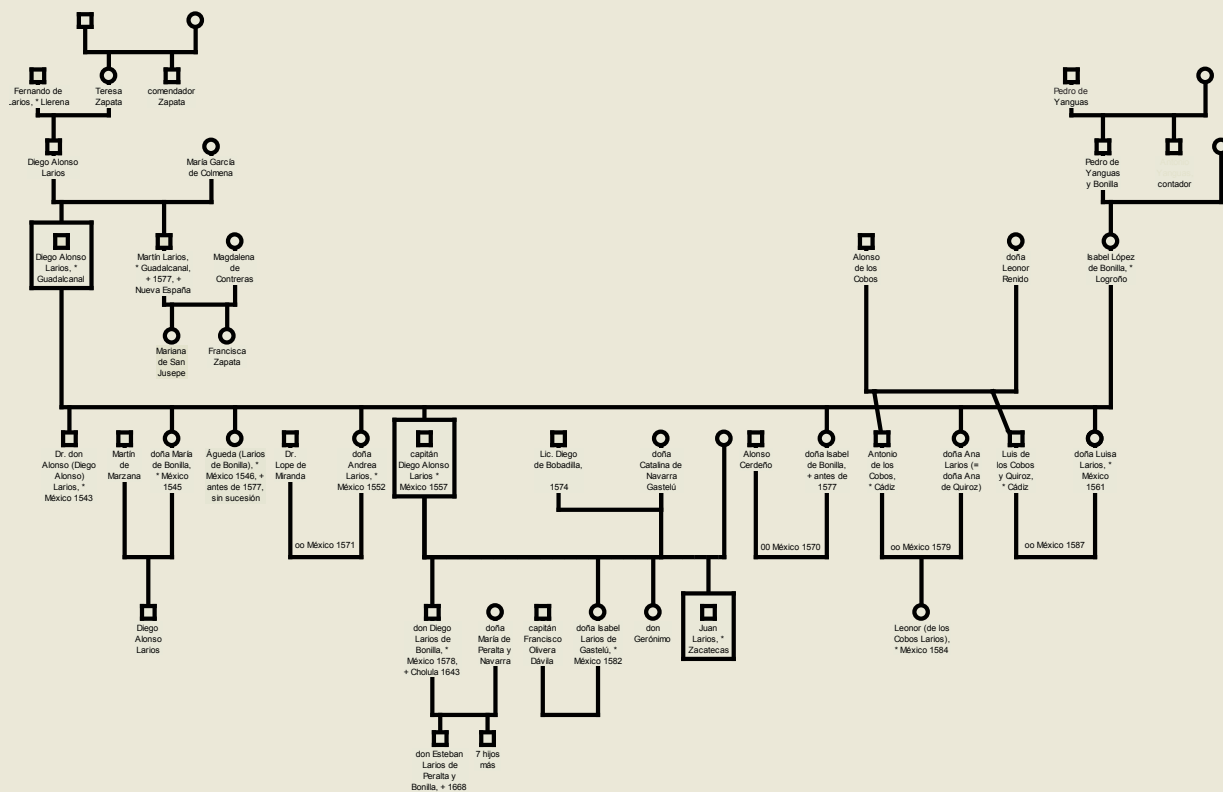 Fernando de
Larios, * Llerena
Teresa
Zapata
comendador
Zapata
Pedro de
Yanguas
Diego Alonso
Larios
María García
de Colmena
Pedro de
Yanguas
y Bonilla
contador
Diego Alonso
Larios, *
Guadalcanal
Martín Larios,
* Guadalcanal,
+ 1577, +
Nueva España
Magdalena
de
Contreras
Alonso
de los
Cobos
doña
Leonor
Renido
Isabel López
de Bonilla, *
Logroño
Mariana
de San
Jusepe
Francisca
Zapata
Dr. don
Alonso (Diego
Alonso)
Larios, *
México 1543
Martín
de
Marzana
doña María
de Bonilla,
* México
1545
Águeda (Larios
de Bonilla), *
México 1546, +
antes de 1577,
sin sucesión
Dr.
Lope de
Miranda
doña
Andrea
Larios, *
México 1552
capitán
Diego Alonso
Larios *
México 1557
Lic. Diego
de Bobadilla,
1574
doña
Catalina de
Navarra
Gastelú
Alonso
Cerdeño
doña Isabel
de Bonilla,
+ antes de
1577
Antonio
de los
Cobos,
* Cádiz
doña Ana
Larios (=
doña Ana
de Quiroz)
Luis de
los Cobos
y Quiroz,
* Cádiz
doña Luisa
Larios, *
México
1561
oo México 1571
00 México 1570
oo México 1579
oo México 1587
Diego
Alonso
Larios
don Diego
Larios de
Bonilla, *
México 1578,
+ Cholula 1643
doña
María de
Peralta y
Navarra
capitán
Francisco
Olivera
Dávila
doña Isabel
Larios de
Gastelú, *
México 1582
don
Gerónimo
Juan
Larios, *
Zacatecas
Leonor (de los
Cobos Larios),
* México 1584
don Esteban
Larios de
Peralta y
Bonilla, + 1668
7 hijos
más